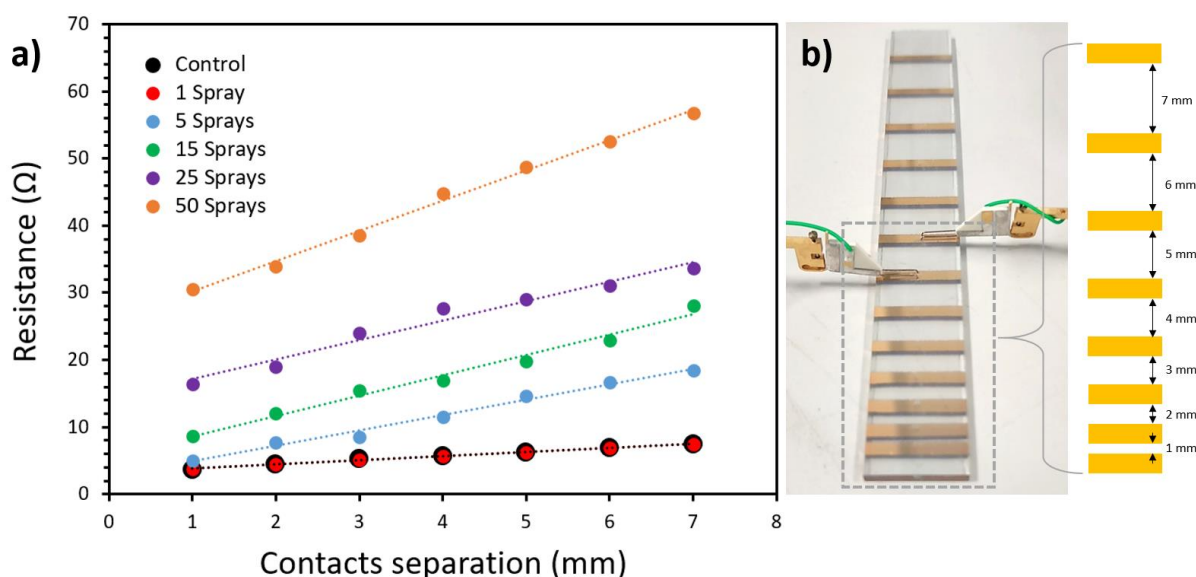 a)
70
60
50
40
30
20
10
0
Resistance (Ω)
Control
1 Spray
5 Sprays
15 Sprays
25 Sprays
50 Sprays
0 1 2 3 4 5 6 7 8
Contacts separation (mm)
b)
7 mm
6 mm
5 mm
4 mm
3 mm
2 mm
1 mm